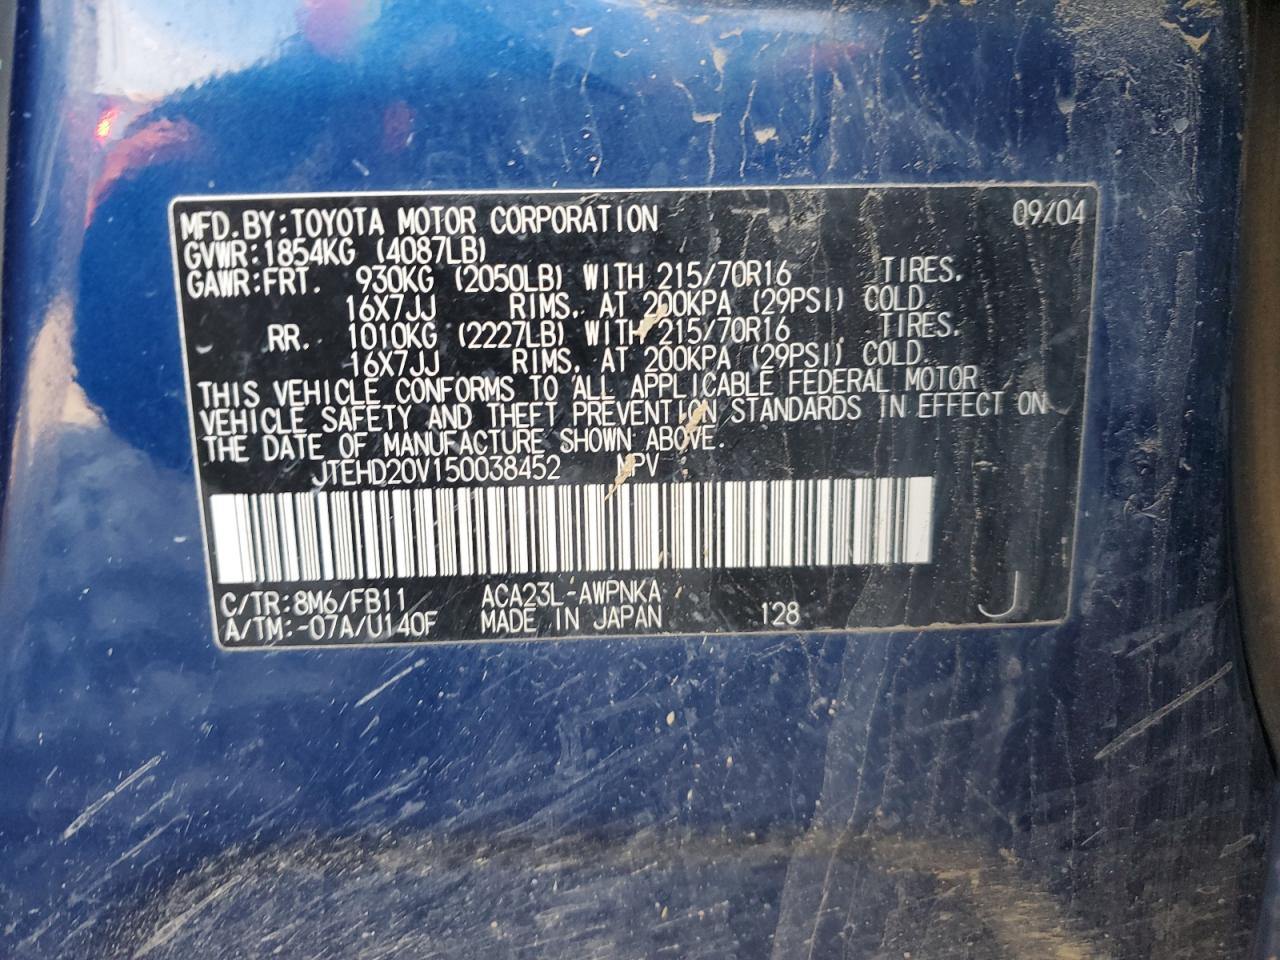 MFD.BY:TOYOTA MOTOR CORPORATION 09/04
GVWR:1854KG (4087LB)
GAWR:FRT. 930KG (2050LB) WITH 215/70R16 TIRES.
16X7JJ RIMS, AT 200KPA (29PSI) COLD.
RR. 1010KG (2227LB) WITH 215/70R16 TIRES.
16X7JJ RIMS, AT 200KPA (29PSI) COLD.
THIS VEHICLE CONFORMS TO ALL APPLICABLE FEDERAL MOTOR
VEHICLE SAFETY AND THEFT PREVENTION STANDARDS IN EFFECT ON
THE DATE OF MANUFACTURE SHOWN ABOVE.
JTEHD20V150038452 MPV
C/TR:8M6/FB11 ACA23L-AWPNKA
A/TM:-07A/U140F MADE IN JAPAN 128 J